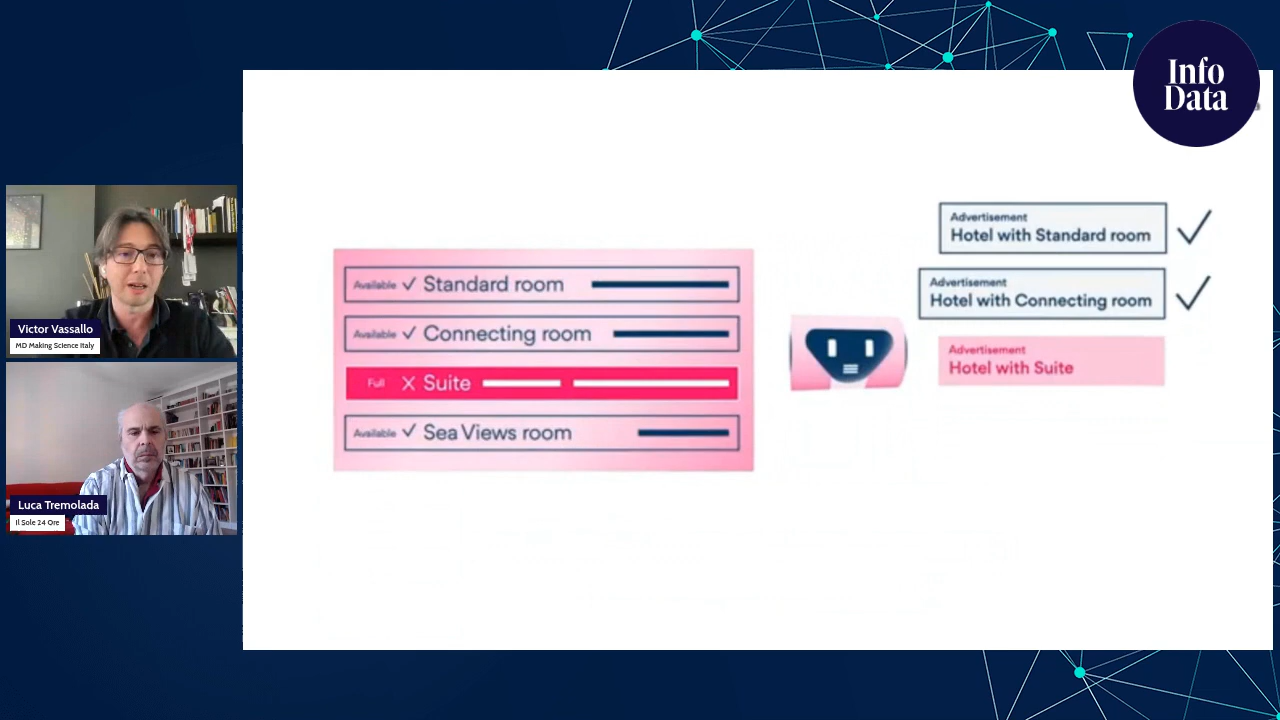 Info
Data
Victor Vassallo
MD Making Science Italy
Luca Tremolada
Il Sole 24 Ore
Available Standard room
Available Connecting room
Full Suite
Available Sea Views room
Advertisement
Hotel with Standard room
Advertisement
Hotel with Connecting room
Advertisement
Hotel with Suite